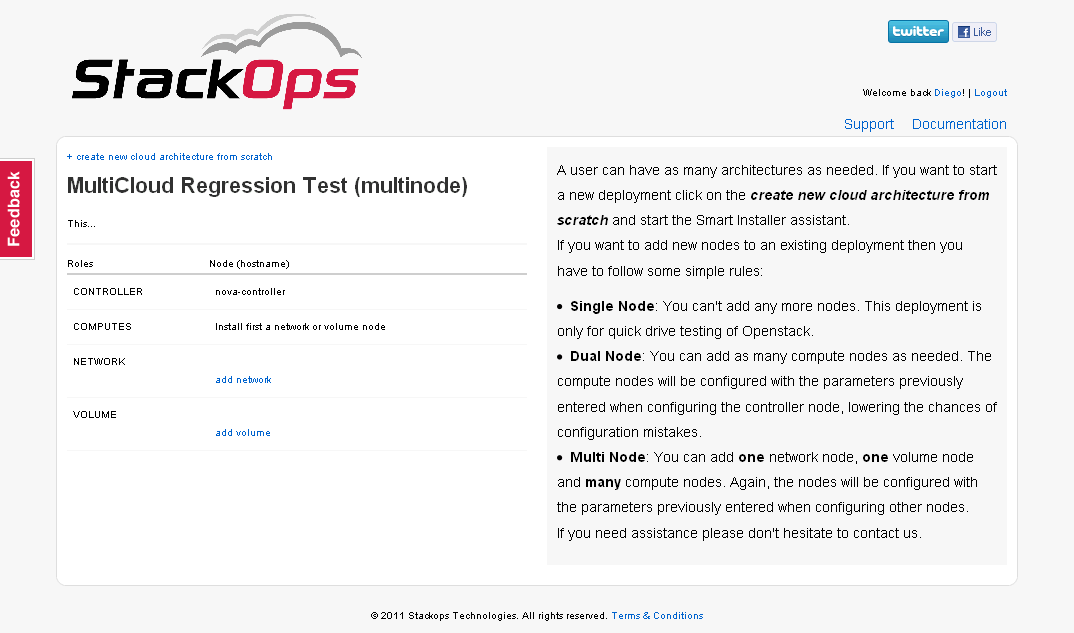 StackOps
twitter
Like
Welcome back Diego! | Logout
Support Documentation
Feedback
+ create new cloud architecture from scratch
MultiCloud Regression Test (multinode)
This...
Roles Node (hostname)
CONTROLLER nova-controller
COMPUTES Install first a network or volume node
NETWORK
add network
VOLUME
add volume
A user can have as many architectures as needed. If you want to start
a new deployment click on the create new cloud architecture from
scratch and start the Smart Installer assistant.
If you want to add new nodes to an existing deployment then you
have to follow some simple rules:
• Single Node: You can't add any more nodes. This deployment is
only for quick drive testing of Openstack.
• Dual Node: You can add as many compute nodes as needed. The
compute nodes will be configured with the parameters previously
entered when configuring the controller node, lowering the chances of
configuration mistakes.
• Multi Node: You can add one network node, one volume node
and many compute nodes. Again, the nodes will be configured with
the parameters previously entered when configuring other nodes.
If you need assistance please don't hesitate to contact us.
© 2011 Stackops Technologies. All rights reserved. Terms & Conditions